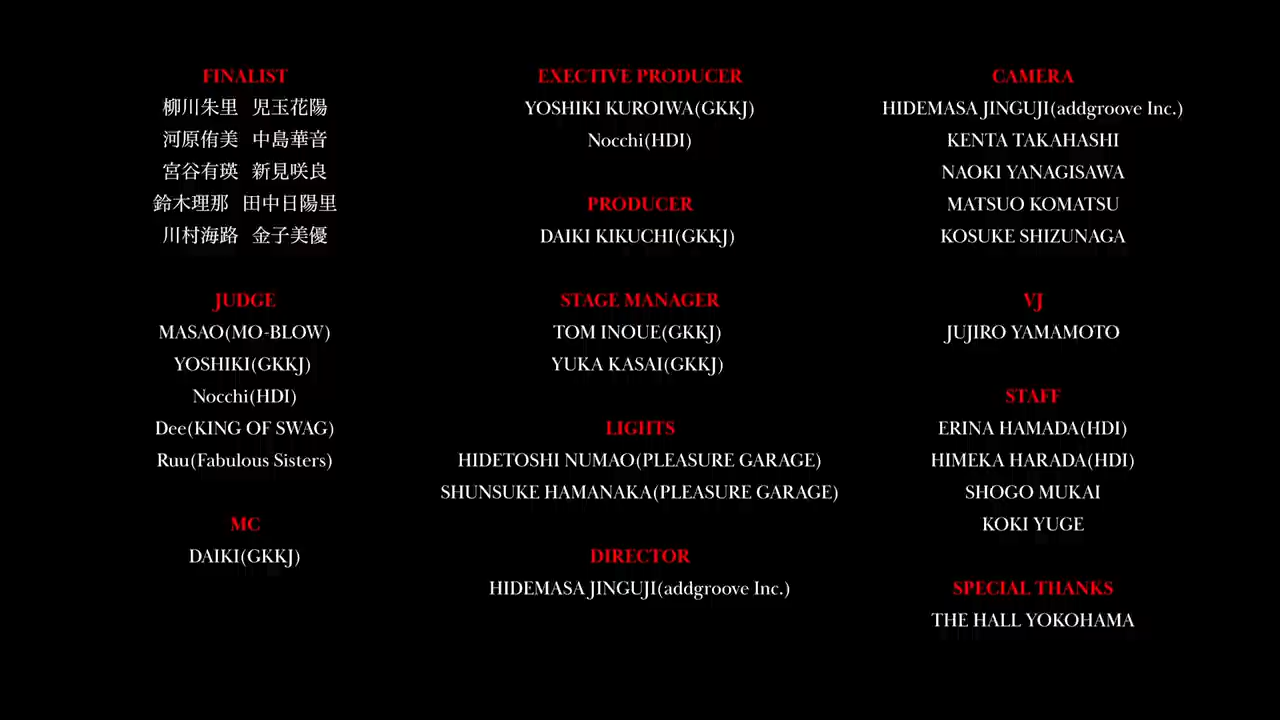 FINALIST
柳川朱里 児玉花陽
河原侑美 中島華音
宮谷有瑛 新見咲良
鈴木理那 田中日陽里
川村海路 金子美優
JUDGE
MASAO(MO-BLOW)
YOSHIKI(GKKJ)
Nocchi(HDI)
Dee(KING OF SWAG)
Ruu(Fabulous Sisters)
MC
DAIKI(GKKJ)
EXECTIVE PRODUCER
YOSHIKI KUROIWA(GKKJ)
Nocchi(HDI)
PRODUCER
DAIKI KIKUCHI(GKKJ)
STAGE MANAGER
TOM INOUE(GKKJ)
YUKA KASAI(GKKJ)
LIGHTS
HIDETOSHI NUMAO(PLEASURE GARAGE)
SHUNSUKE HAMANAKA(PLEASURE GARAGE)
DIRECTOR
HIDEMASA JINGUJI(addgroove Inc.)
CAMERA
HIDEMASA JINGUJI(addgroove Inc.)
KENTA TAKAHASHI
NAOKI YANAGISAWA
MATSUO KOMATSU
KOSUKE SHIZUNAGA
VJ
JUJIRO YAMAMOTO
STAFF
ERINA HAMADA(HDI)
HIMEKA HARADA(HDI)
SHOGO MUKAI
KOKI YUGE
SPECIAL THANKS
THE HALL YOKOHAMA